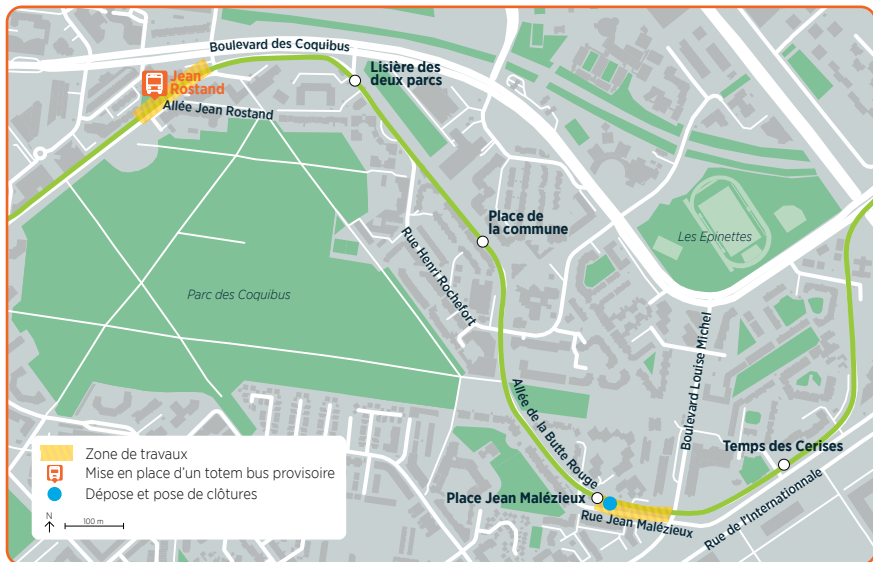 Boulevard des Coquibus
Jean
Rostand
Lisière des
deux parcs
Allée Jean Rostand
Place de
la commune
Les Epinettes
Rue Henri Rochefort
Parc des Coquibus
Boulevard Louise Michel
Allée de la Butte Rouge
Temps des Cerises
Place Jean Malézieux
Rue Jean Malézieux
Rue de l'Internationnale
Zone de travaux
Mise en place d'un totem bus provisoire
Dépose et pose de clôtures
N
100 m